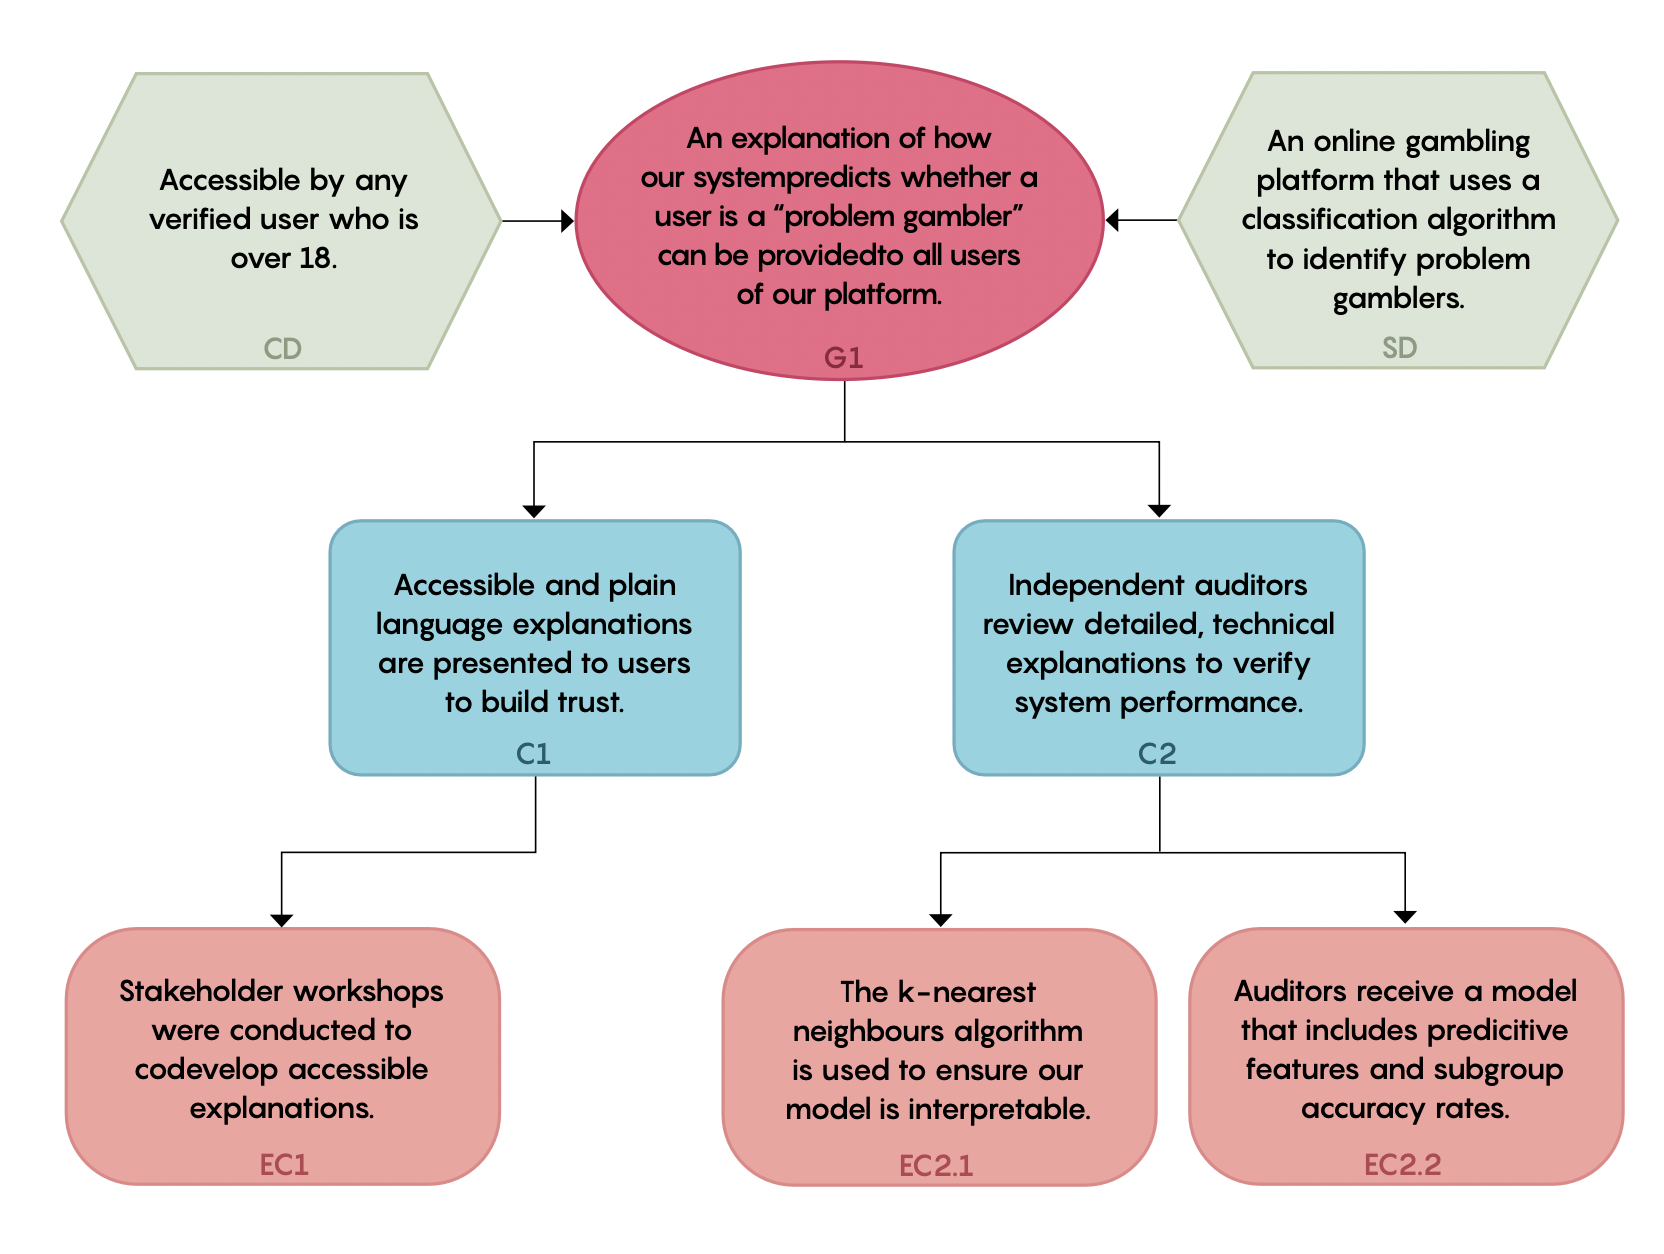 Accessible by any
verified user who is
over 18.
CD
An explanation of how
our systempredicts whether a
user is a “problem gambler”
can be providedto all users
of our platform.
G1
An online gambling
platform that uses a
classification algorithm
to identify problem
gamblers.
SD
Accessible and plain
language explanations
are presented to users
to build trust.
C1
Independent auditors
review detailed, technical
explanations to verify
system performance.
C2
Stakeholder workshops
were conducted to
codevelop accessible
explanations.
EC1
The k-nearest
neighbours algorithm
is used to ensure our
model is interpretable.
EC2.1
Auditors receive a model
that includes predicitive
features and subgroup
accuracy rates.
EC2.2